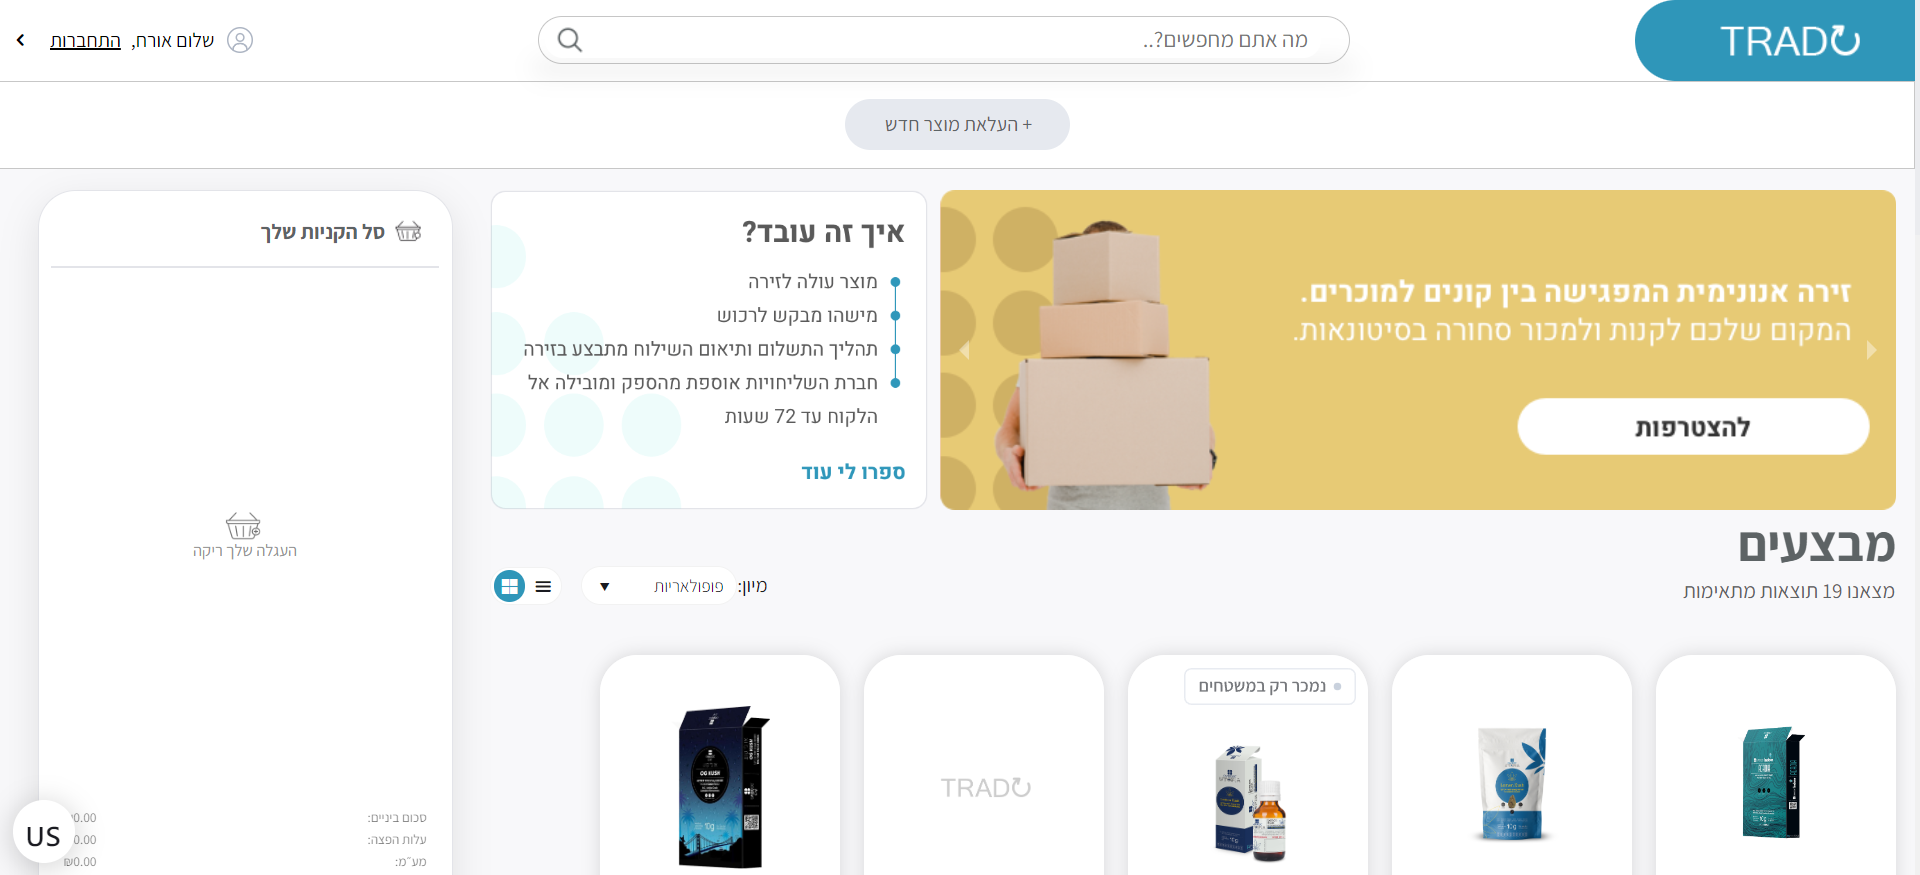 TRADO
מה אתם מחפשים?..
שלום אורח, התחברות
+ העלאת מוצר חדש
זירה אנונימית המפגישה בין קונים למוכרים.
המקום שלכם לקנות ולמכור סחורה בסיטונאות.
להצטרפות
איך זה עובד?
מוצר עולה לזירה
מישהו מבקש לרכוש
תהליך התשלום ותיאום השילוח מתבצע בזירה
חברת השליחויות אוספת מהספק ומובילה אל
הלקוח עד 72 שעות
ספרו לי עוד
סל הקניות שלך
העגלה שלך ריקה
סכום ביניים: 0.00
עלות הפצה: 0.00
מע״מ: ₪0.00
US
מבצעים
מצאנו 19 תוצאות מתאימות
מיון: פופולאריות
נמכר רק במשטחים
TRADO
OG KUSH
10g
10g